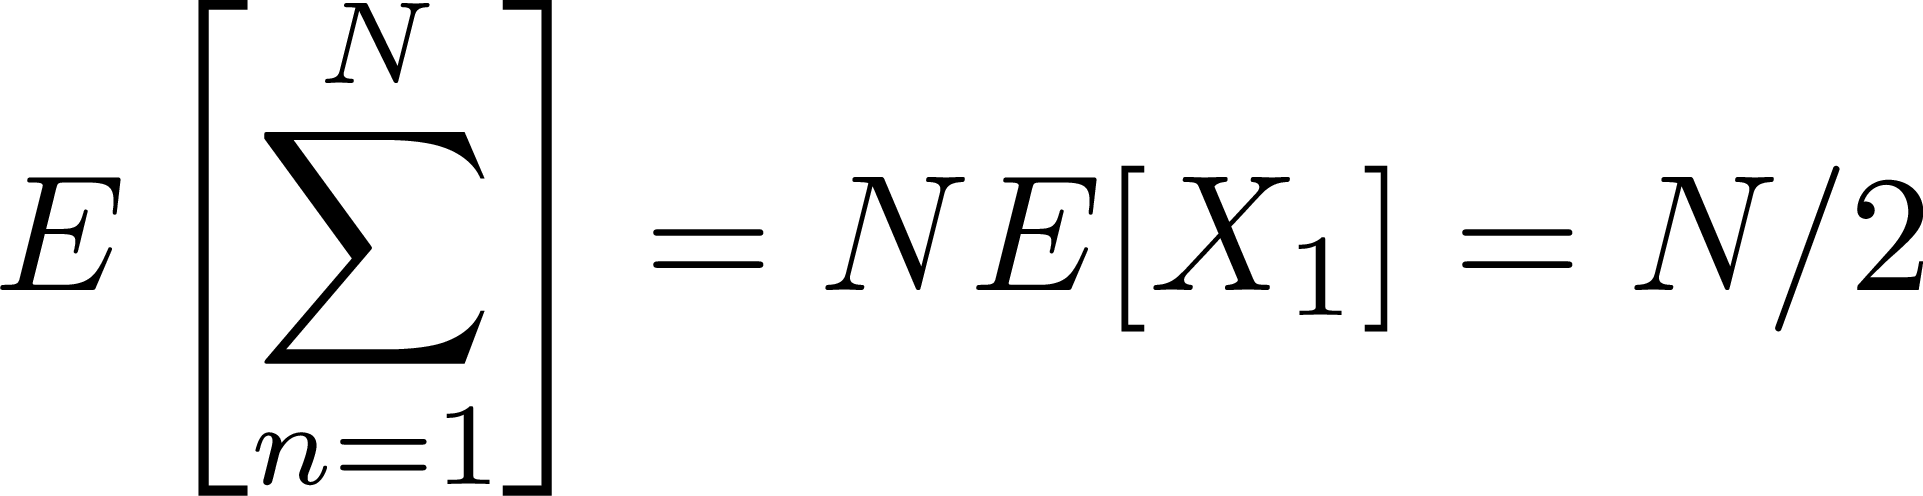 E[∑_{n=1}^{N}] = NE[X_1] = N/2